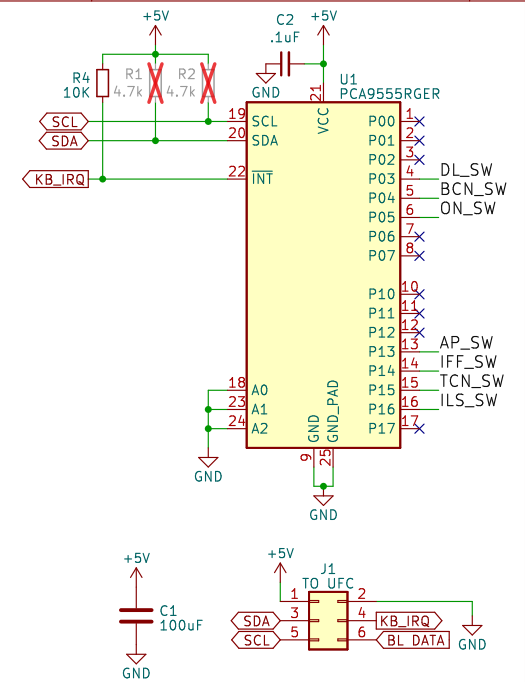 +5V
R4
10K
R1
4.7k
R2
4.7k
C2
.1uF
+5V
GND
U1
PCA9555RGER
SCL
SDA
KB_IRQ
19 SCL
20 SDA
22 INT
21
VCC
P00 1
P01 2
P02 3
P03 4 DL_SW
P04 5 BCN_SW
P05 6 ON_SW
P06 7
P07 8
P10 10
P11 11
P12 12
P13 13 AP_SW
P14 14 IFF_SW
P15 15 TCN_SW
P16 16 ILS_SW
P17 17
18 A0
23 A1
24 A2
GND
GND
9
GND_PAD
25
GND
+5V
C1
100uF
GND
+5V
J1
TO UFC
1 2
SDA 3 4 KB_IRQ
SCL 5 6 BL DATA
GND